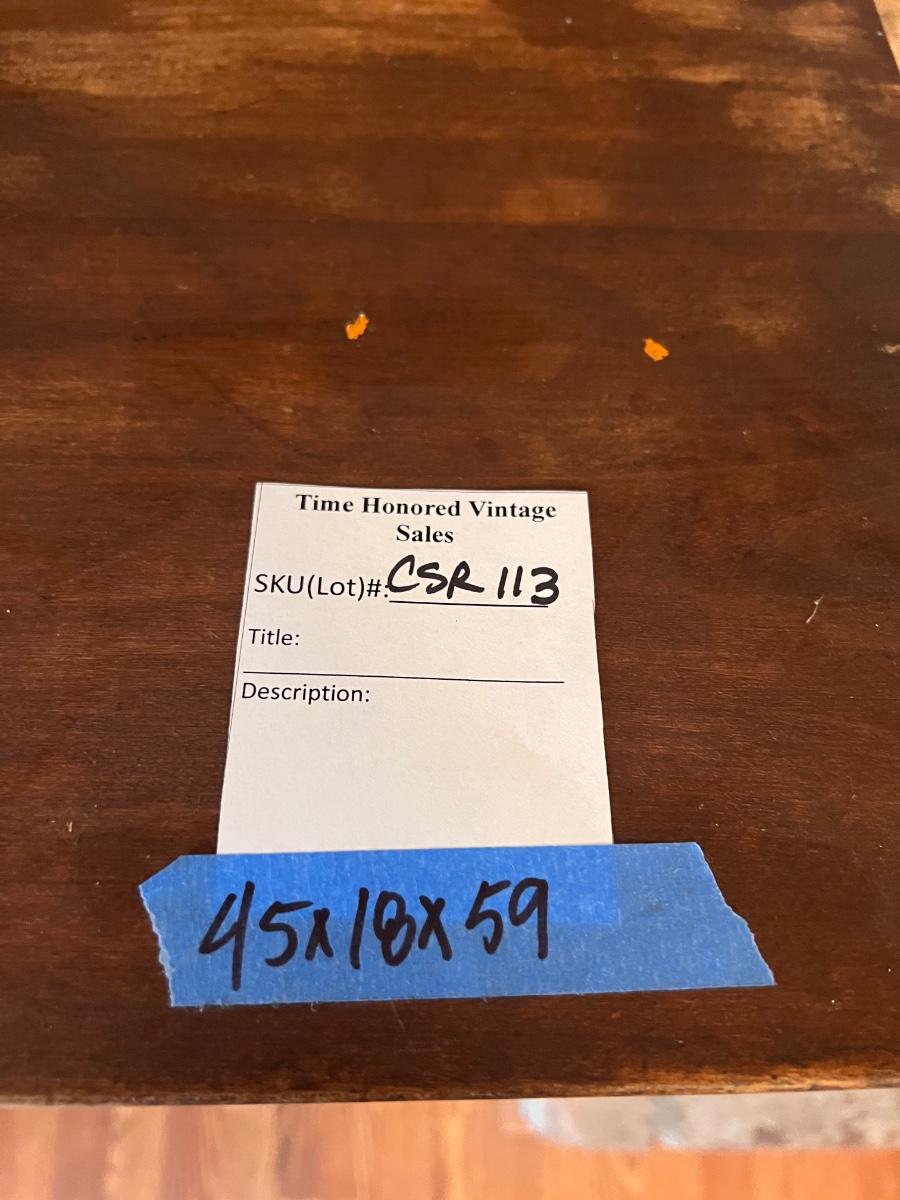 Time Honored Vintage
Sales
SKU(Lot)#: CSR 113
Title:
Description:
45x18x59